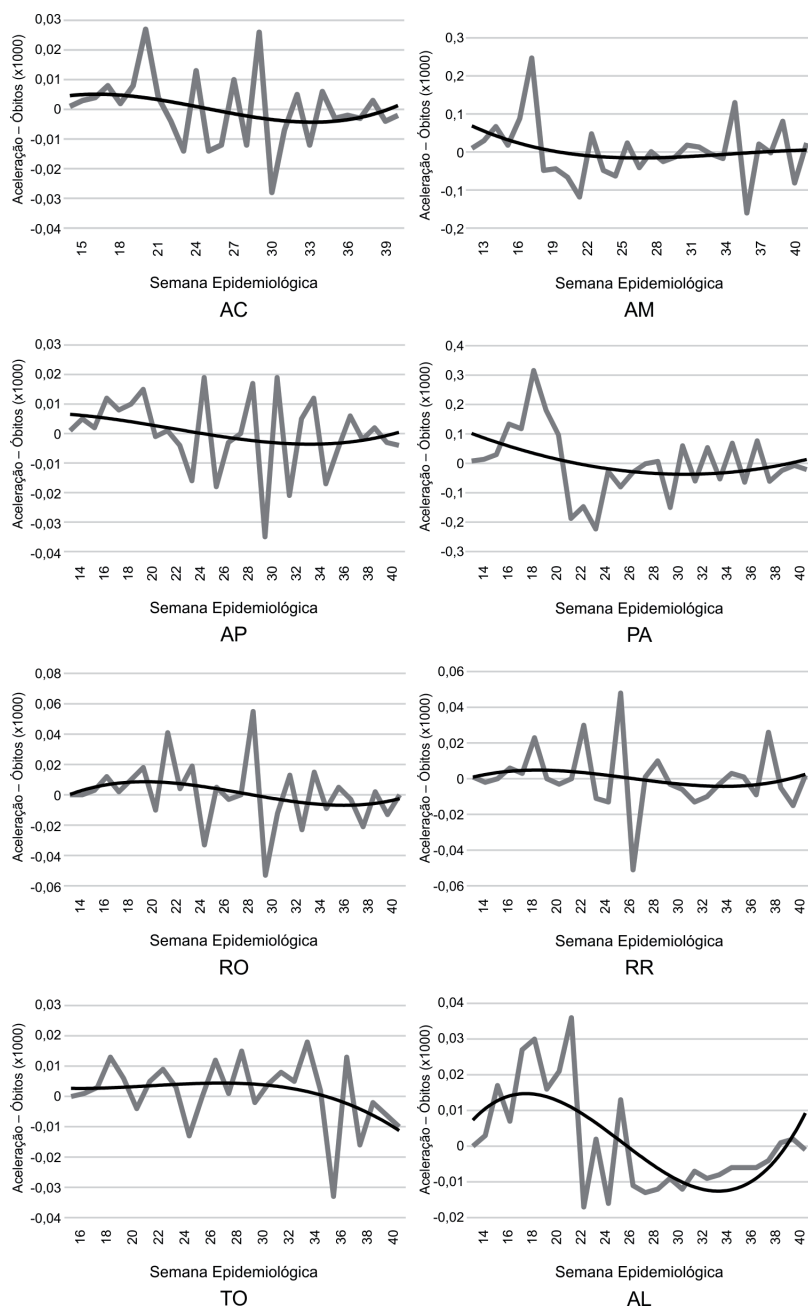 Aceleração – Óbitos (x1000)
0,03
0,02
0,01
0
-0,01
-0,02
-0,03
-0,04
15 18 21 24 27 30 33 36 39
Semana Epidemiológica
AC
Aceleração – Óbitos (x1000)
0,3
0,2
0,1
0
-0,1
-0,2
13 16 19 22 25 28 31 34 37 40
Semana Epidemiológica
AM
Aceleração – Óbitos (x1000)
0,03
0,02
0,01
0
-0,01
-0,02
-0,03
-0,04
14 16 18 20 22 24 26 28 30 32 34 36 38 40
Semana Epidemiológica
AP
Aceleração – Óbitos (x1000)
0,4
0,3
0,2
0,1
0
-0,1
-0,2
-0,3
14 16 18 20 22 24 26 28 30 32 34 36 38 40
Semana Epidemiológica
PA
Aceleração – Óbitos (x1000)
0,08
0,06
0,04
0,02
0
-0,02
-0,04
-0,06
14 16 18 20 22 24 26 28 30 32 34 36 38 40
Semana Epidemiológica
RO
Aceleração – Óbitos (x1000)
0,06
0,04
0,02
0
-0,02
-0,04
-0,06
14 16 18 20 22 24 26 28 30 32 34 36 38 40
Semana Epidemiológica
RR
Aceleração – Óbitos (x1000)
0,03
0,02
0,01
0
-0,01
-0,02
-0,03
-0,04
16 18 20 22 24 26 28 30 32 34 36 38 40
Semana Epidemiológica
TO
Aceleração – Óbitos (x1000)
0,04
0,03
0,02
0,01
0
-0,01
-0,02
14 16 18 20 22 24 26 28 30 32 34 36 38 40
Semana Epidemiológica
AL